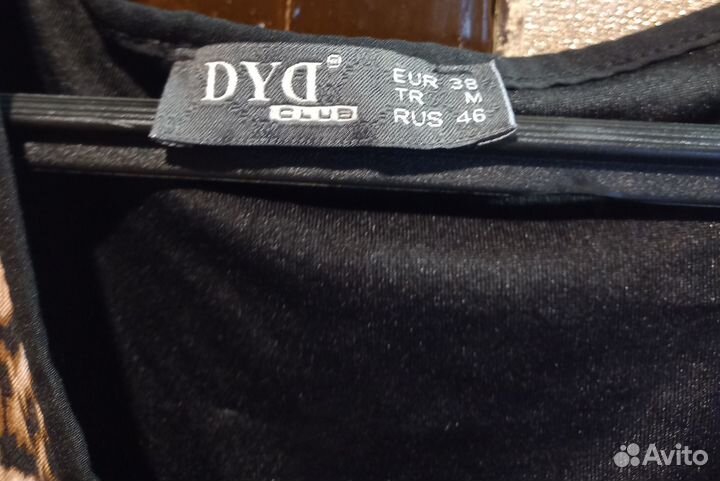 DYD®
CLUB
EUR 38
TR M
RUS 46
Avito